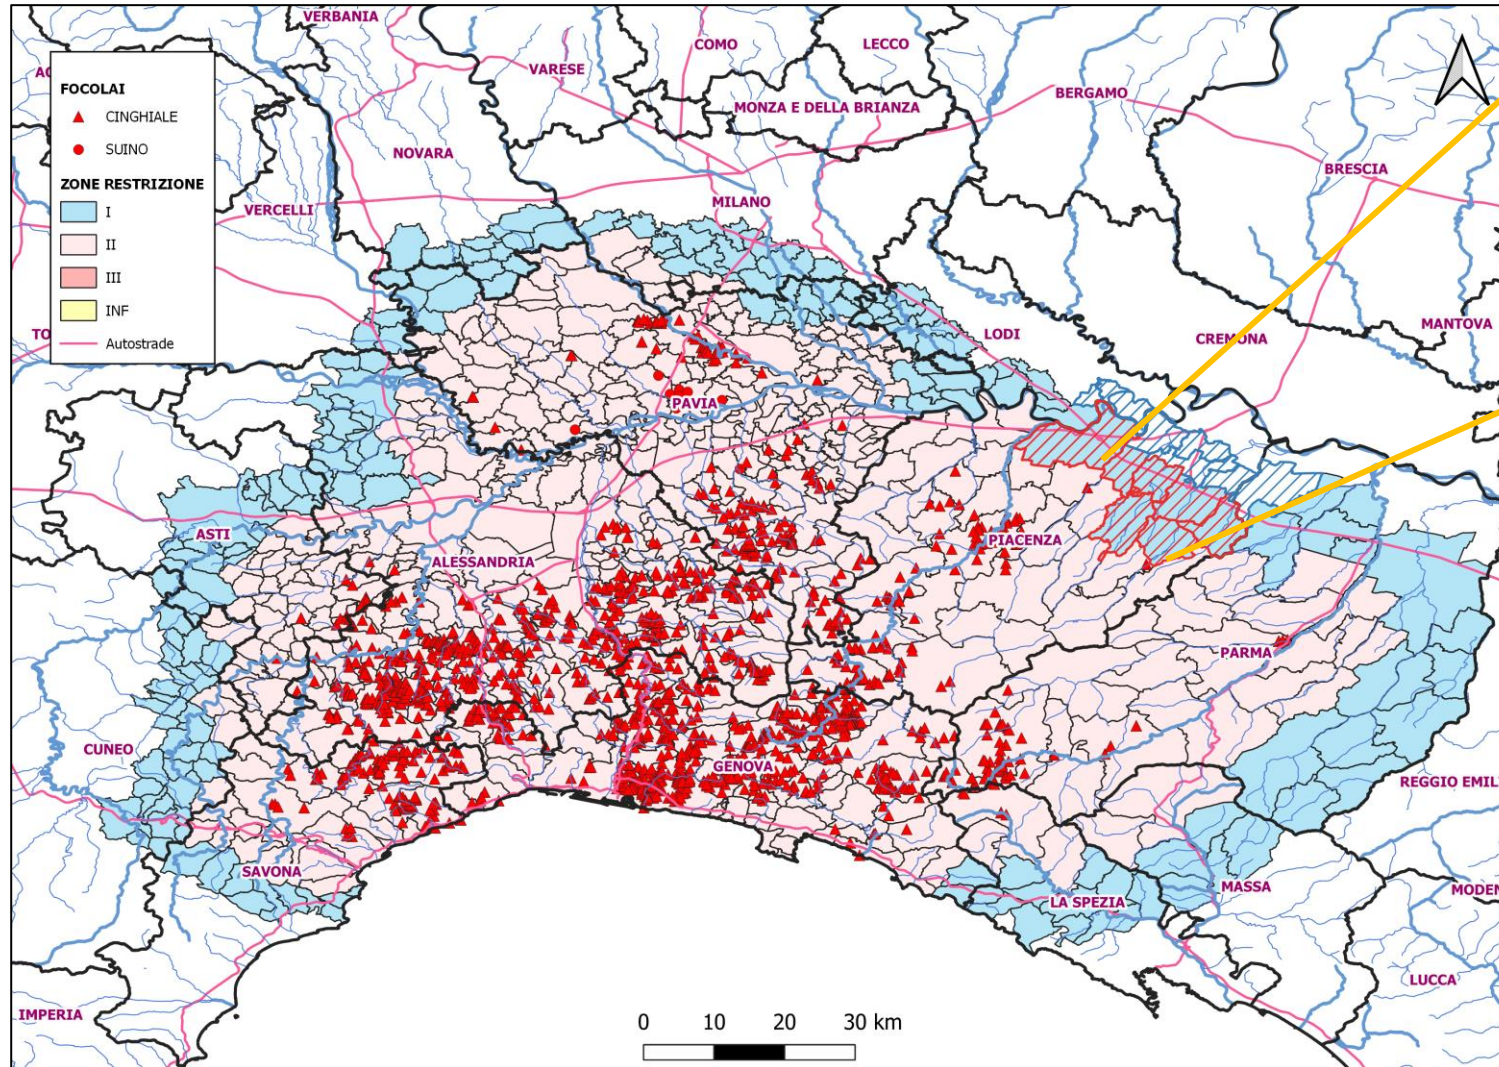 VERBANIA
COMO
LECCO
VARESE
BERGAMO
MONZA E DELLA BRIANZA
NOVARA
BRESCIA
VERCELLI
MILANO
FOCOLAI
CINGHIALE
SUINO
ZONE RESTRIZIONE
I
II
III
INF
Autostrade
LODI
CREMONA
MANTOVA
PAVIA
ASTI
ALESSANDRIA
PIACENZA
PARMA
CUNEO
GENOVA
REGGIO EMIL
SAVONA
LA SPEZIA
MASSA
MODEN
LUCCA
IMPERIA
0 10 20 30 km